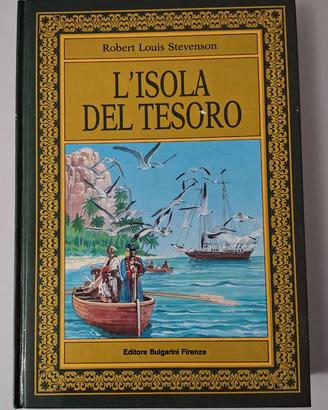 Robert Louis Stevenson
L'ISOLA
DEL TESORO
Editore Bulgarini Firenze